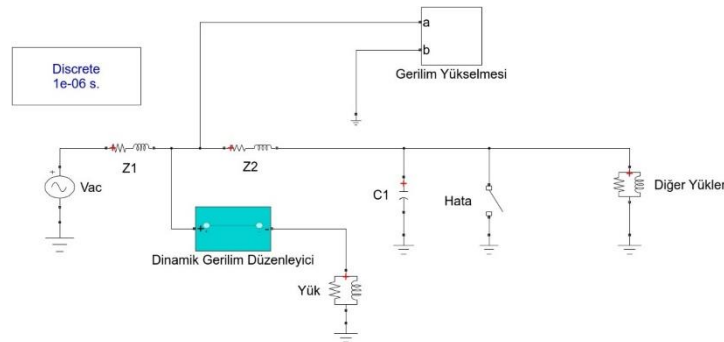 a
b
Gerilim Yükselmesi
Discrete
1e-06 s.
Z1
Z2
Vac
C1
Hata
Diğer Yükler
Dinamik Gerilim Düzenleyici
Yük